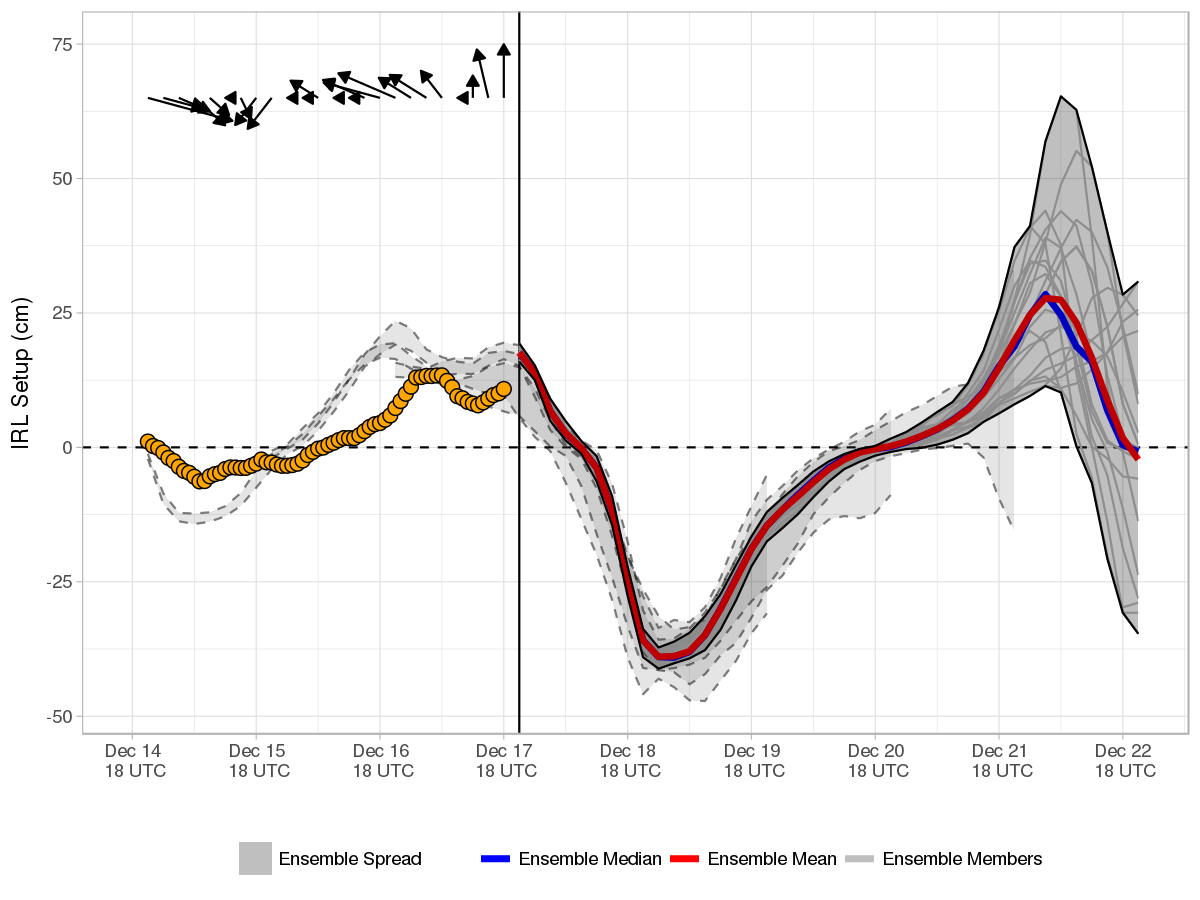 IRL Setup (cm)
75
50
25
0
-25
-50
Dec 14 Dec 15 Dec 16 Dec 17 Dec 18 Dec 19 Dec 20 Dec 21 Dec 22
18 UTC 18 UTC 18 UTC 18 UTC 18 UTC 18 UTC 18 UTC 18 UTC 18 UTC
Ensemble Spread Ensemble Median Ensemble Mean Ensemble Members